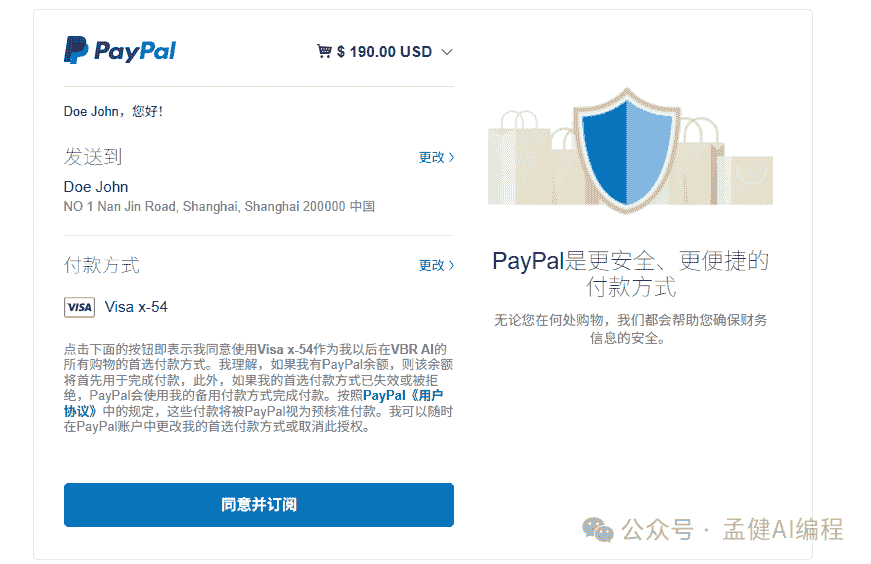 PayPal
$ 190.00 USD
Doe John，您好！
发送到
更改
Doe John
NO 1 Nan Jin Road, Shanghai, Shanghai 200000 中国
付款方式
更改
VISA Visa x-54
点击下面的按钮即表示我同意使用Visa x-54作为我以后在VBR AI的
所有购物的首选付款方式。我理解，如果我有PayPal余额，则该余额
将首先用于完成付款，此外，如果我的首选付款方式已失效或被拒
绝，PayPal会使用我的备用付款方式完成付款。按照PayPal《用户
协议》中的规定，这些付款将被PayPal视为预核准付款。我可以随时
在PayPal账户中更改我的首选付款方式或取消此授权。
同意并订阅
PayPal是更安全、更便捷的
付款方式
无论您在何处购物，我们都会帮助您确保财务
信息的安全。
公众号 · 孟健AI编程